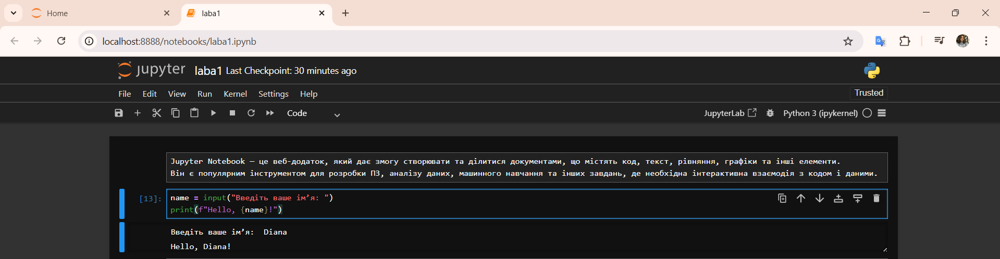 Home
laba1
localhost:8888/notebooks/laba1.ipynb
jupyter laba1 Last Checkpoint: 30 minutes ago
File Edit View Run Kernel Settings Help Trusted
Code JupyterLab Python 3 (ipykernel)
Jupyter Notebook — це веб-додаток, який дає змогу створювати та ділитися документами, що містять код, текст, рівняння, графіки та інші елементи.
Він є популярним інструментом для розробки ПЗ, аналізу даних, машинного навчання та інших завдань, де необхідна інтерактивна взаємодія з кодом і даними.
[13]: name = input("Введіть ваше ім’я: ")
print(f"Hello, {name}!")
Введіть ваше ім’я:  Diana
Hello, Diana!